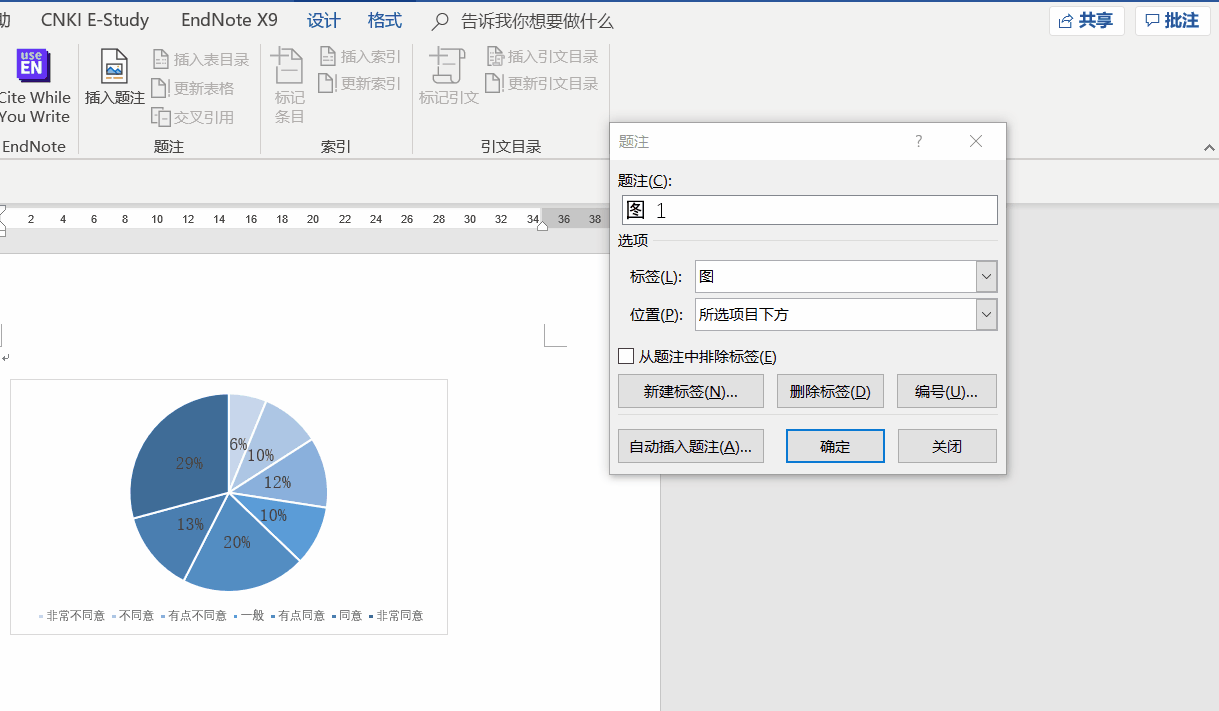 助 CNKI E-Study EndNote X9 设计 格式 告诉我你想要做什么 共享 批注
use
EN
Cite While
You Write
EndNote
插入题注
插入表目录
更新表格
交叉引用
题注
标记
条目
插入索引
更新索引
索引
标记引文
插入引文目录
更新引文目录
引文目录
2 4 6 8 10 12 14 16 18 20 22 24 26 28 30 32 34 36 38
题注 ?
题注(C):
图 1
选项
标签(L): 图
位置(P): 所选项目下方
从题注中排除标签(E)
新建标签(N)... 删除标签(D) 编号(U)...
自动插入题注(A)... 确定 关闭
6%
10%
12%
10%
20%
13%
29%
非常不同意 不同意 有点不同意 一般 有点同意 同意 非常同意